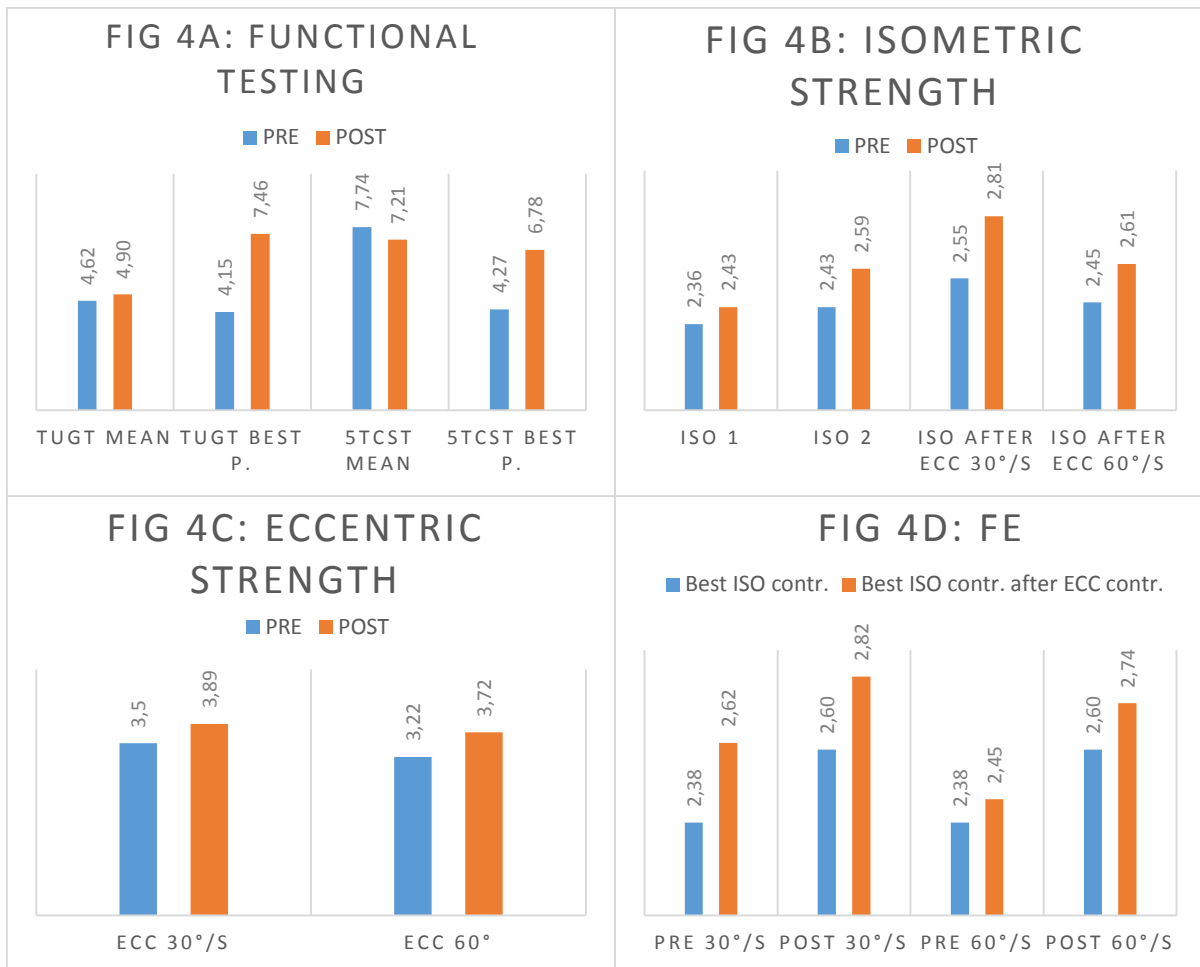 FIG 4A: FUNCTIONAL
TESTING
PRE POST
4,62 4,90 4,15 7,46 7,74 7,21 4,27 6,78
TUGT MEAN TUGT BEST P. 5TCST MEAN 5TCST BEST P.
FIG 4B: ISOMETRIC
STRENGTH
PRE POST
2,36 2,43 2,43 2,59 2,55 2,81 2,45 2,61
ISO 1 ISO 2 ISO AFTER ECC 30°/S ISO AFTER ECC 60°/S
FIG 4C: ECCENTRIC
STRENGTH
PRE POST
3,5 3,89 3,22 3,72
ECC 30°/S ECC 60°
FIG 4D: FE
Best ISO contr. Best ISO contr. after ECC contr.
2,38 2,62 2,60 2,82 2,38 2,45 2,60 2,74
PRE 30°/S POST 30°/S PRE 60°/S POST 60°/S